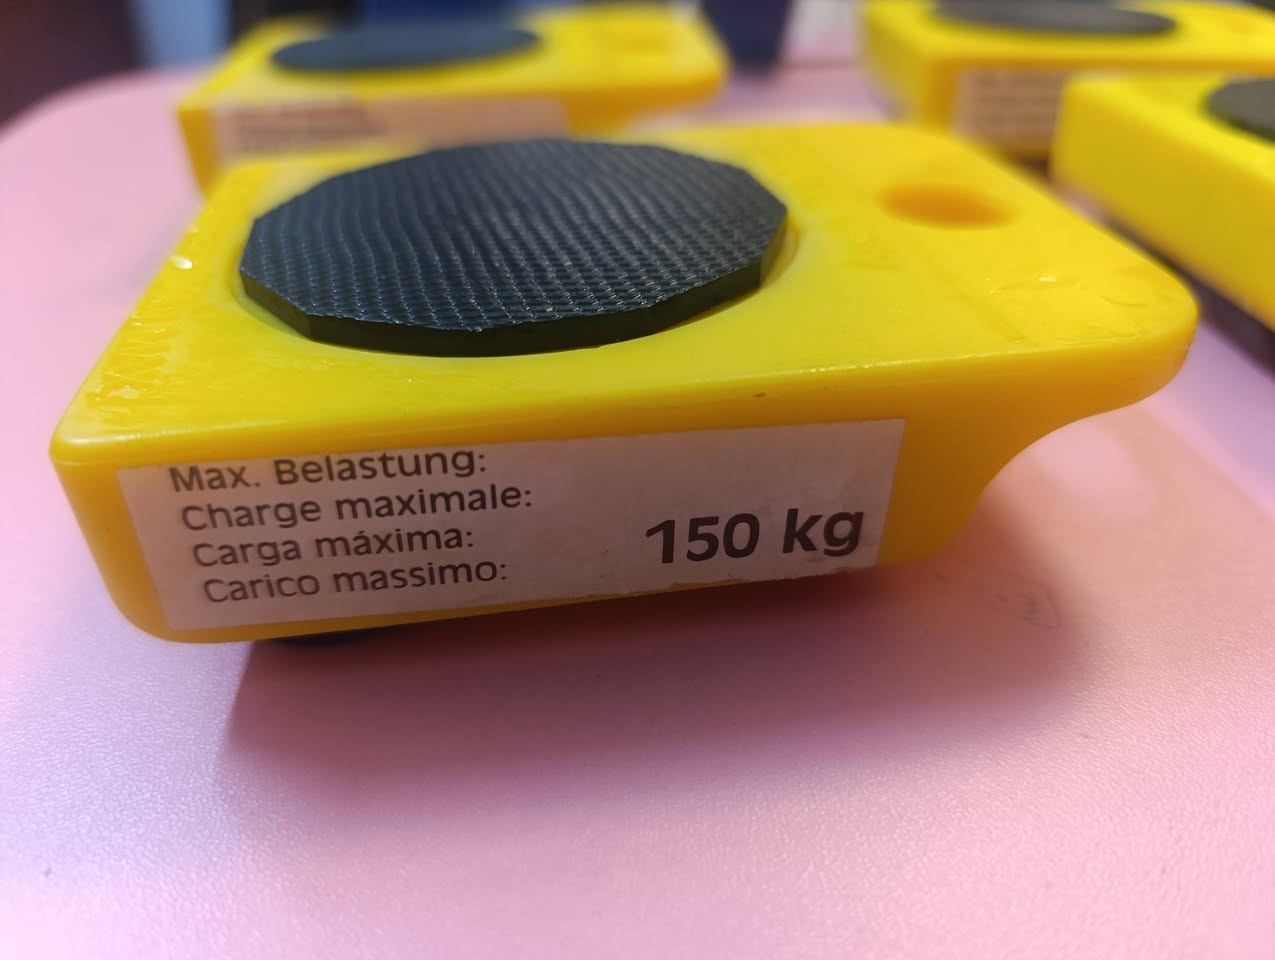 Max. Belastung:
Charge maximale:
Carga máxima:
Carico massimo:
150 kg